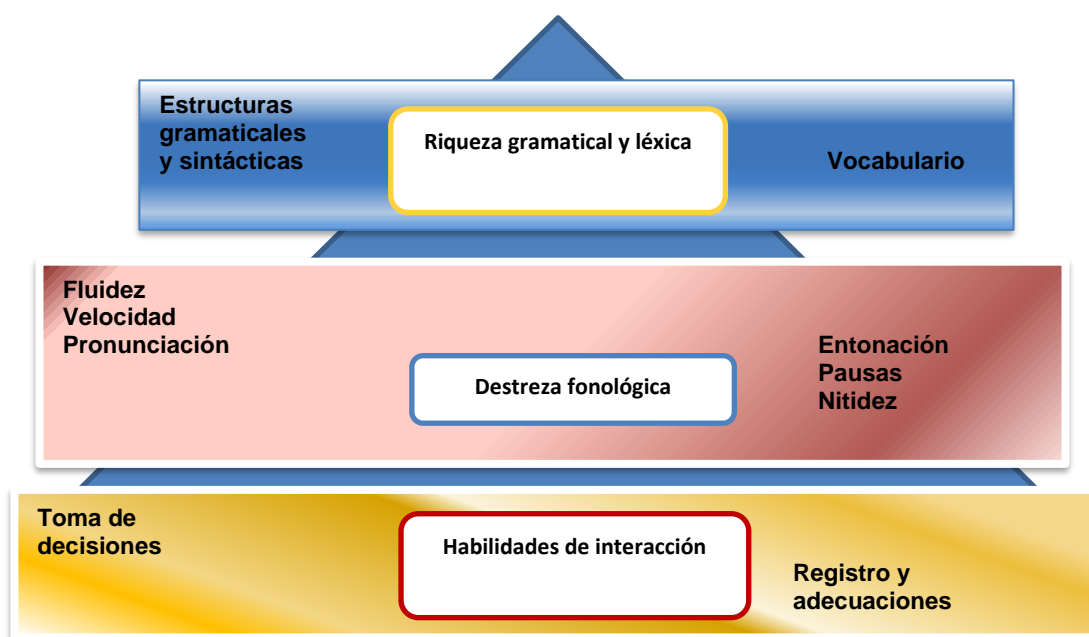 Estructuras
gramaticales
y sintácticas
Riqueza gramatical y léxica
Vocabulario
Fluidez
Velocidad
Pronunciación
Destreza fonológica
Entonación
Pausas
Nitidez
Toma de
decisiones
Habilidades de interacción
Registro y
adecuaciones